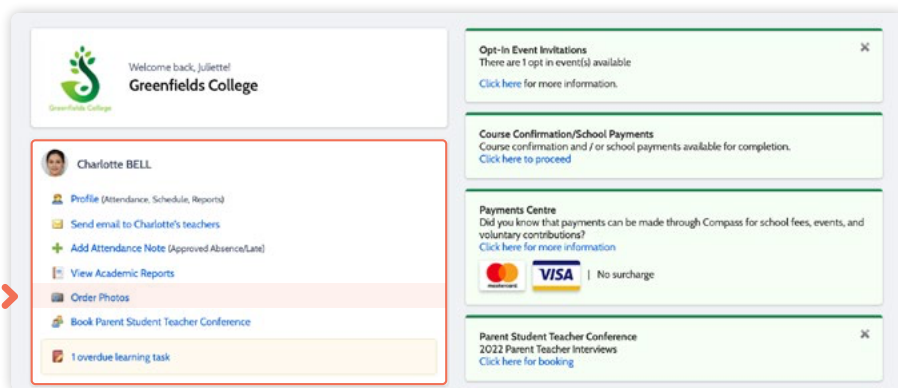 Welcome back, Juliette!
Greenfields College
Greenfields College
Charlotte BELL
Profile (Attendance, Schedule, Reports)
Send email to Charlotte's teachers
Add Attendance Note (Approved Absence/Late)
View Academic Reports
Order Photos
Book Parent Student Teacher Conference
1 overdue learning task
Opt-In Event Invitations
There are 1 opt in event(s) available
Click here for more information.
Course Confirmation/School Payments
Course confirmation and / or school payments available for completion.
Click here to proceed
Payments Centre
Did you know that payments can be made through Compass for school fees, events, and
voluntary contributions?
Click here for more information
mastercard VISA | No surcharge
Parent Student Teacher Conference
2022 Parent Teacher Interviews
Click here for booking